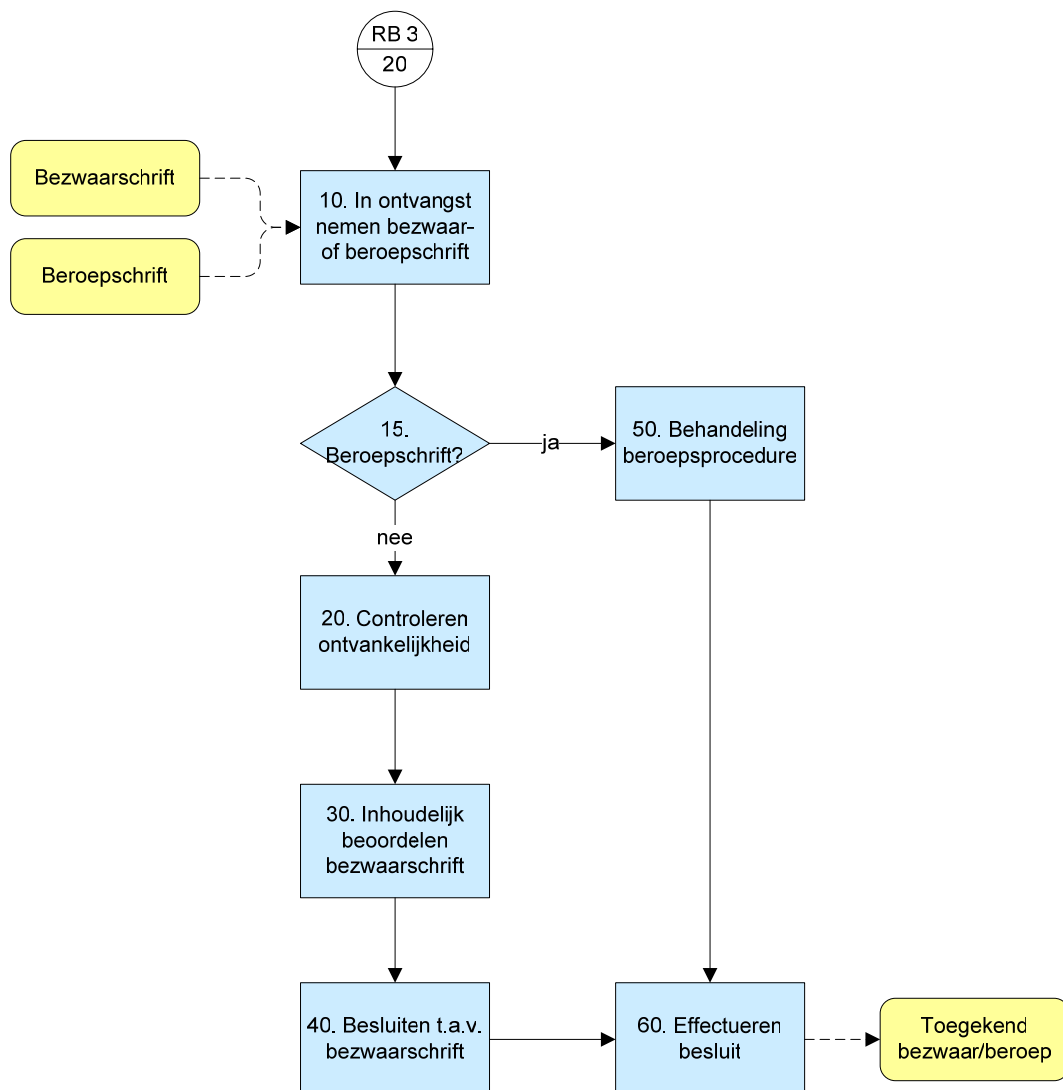 RB 3
20
Bezwaarschrift
Beroepschrift
10. In ontvangst
nemen bezwaar-
of beroepschrift
15.
Beroepschrift?
ja
50. Behandeling
beroepsprocedure
nee
20. Controleren
ontvankelijkheid
30. Inhoudelijk
beoordelen
bezwaarschrift
40. Besluiten t.a.v.
bezwaarschrift
60. Effectueren
besluit
Toegekend
bezwaar/beroep